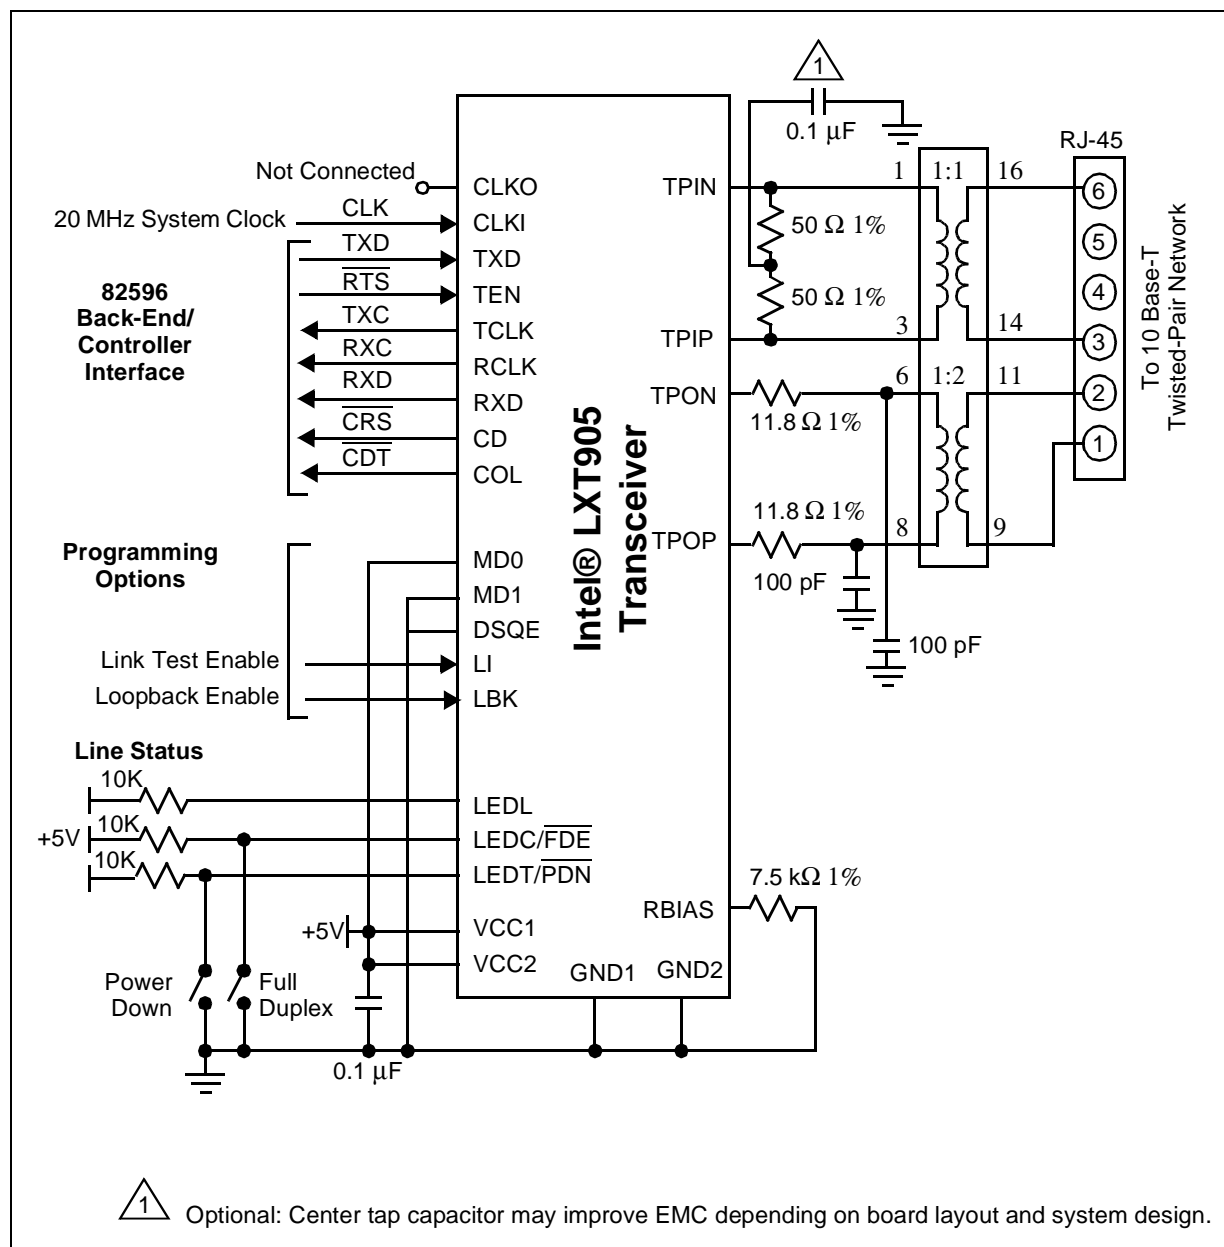 1
0.1 µF
RJ-45
Not Connected
CLKO
TPIN
1
1:1
16
6
20 MHz System Clock
CLK
CLKI
50 Ω 1%
5
TXD
TXD
82596
Back-End/
Controller
Interface
RTS
TEN
50 Ω 1%
4
TXC
TCLK
TPIP
3
14
3
RXC
RCLK
RXD
RXD
TPON
11.8 Ω 1%
6
1:2
11
2
CRS
CD
CDT
COL
1
To 10 Base-T
Twisted-Pair Network
Intel® LXT905
Transceiver
11.8 Ω 1%
TPOP
8
9
100 pF
100 pF
Programming
Options
MD0
MD1
DSQE
Link Test Enable
LI
Loopback Enable
LBK
Line Status
10K
LEDL
+5V
10K
LEDC/FDE
10K
LEDT/PDN
7.5 kΩ 1%
RBIAS
+5V
VCC1
VCC2
GND1
GND2
Power
Down
Full
Duplex
0.1 µF
1
Optional: Center tap capacitor may improve EMC depending on board layout and system design.